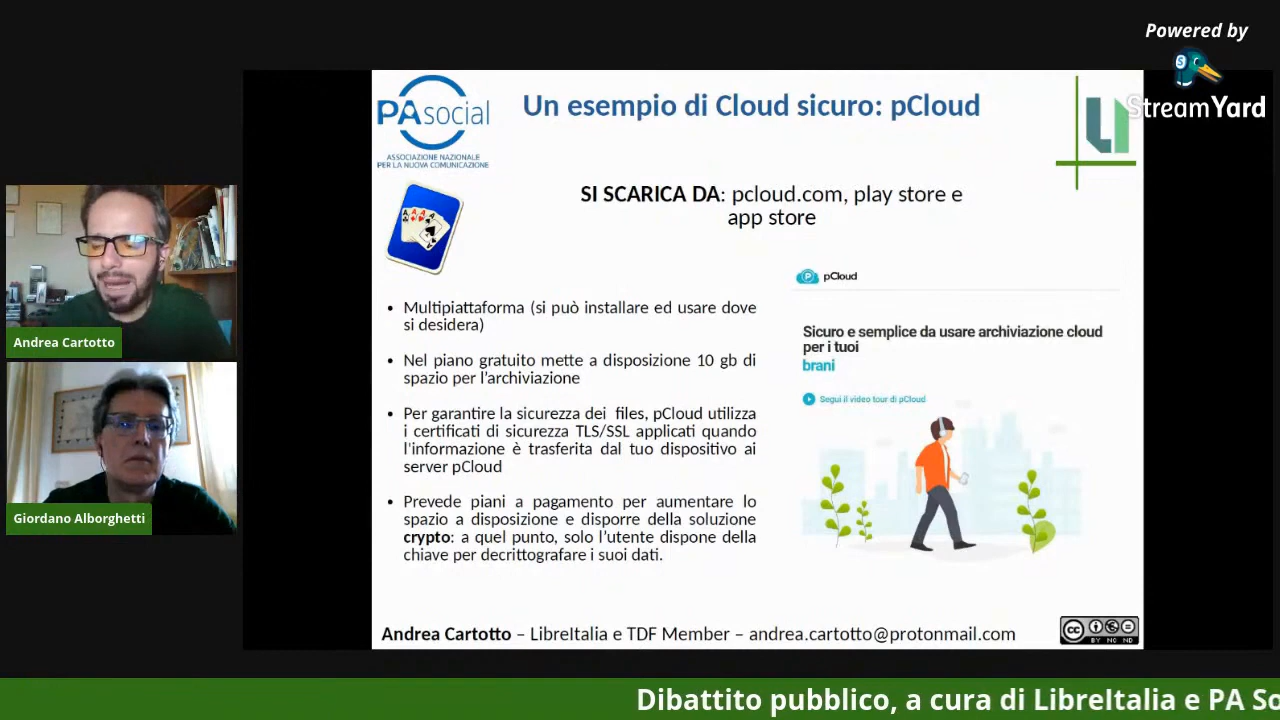 Powered by
StreamYard
PAsocial
ASSOCIAZIONE NAZIONALE
PER LA NUOVA COMUNICAZIONE
Un esempio di Cloud sicuro: pCloud
SI SCARICA DA: pcloud.com, play store e
app store
pCloud
Sicuro e semplice da usare archiviazione cloud
per i tuoi
brani
Segui il video tour di pCloud
• Multipiattaforma (si può installare ed usare dove
si desidera)
• Nel piano gratuito mette a disposizione 10 gb di
spazio per l'archiviazione
• Per garantire la sicurezza dei files, pCloud utilizza
i certificati di sicurezza TLS/SSL applicati quando
l'informazione è trasferita dal tuo dispositivo ai
server pCloud
• Prevede piani a pagamento per aumentare lo
spazio a disposizione e disporre della soluzione
crypto: a quel punto, solo l'utente dispone della
chiave per decrittografare i suoi dati.
Andrea Cartotto – LibreItalia e TDF Member – andrea.cartotto@protonmail.com
CC
BY NC ND
Andrea Cartotto
Giordano Alborghetti
Dibattito pubblico, a cura di LibreItalia e PA So